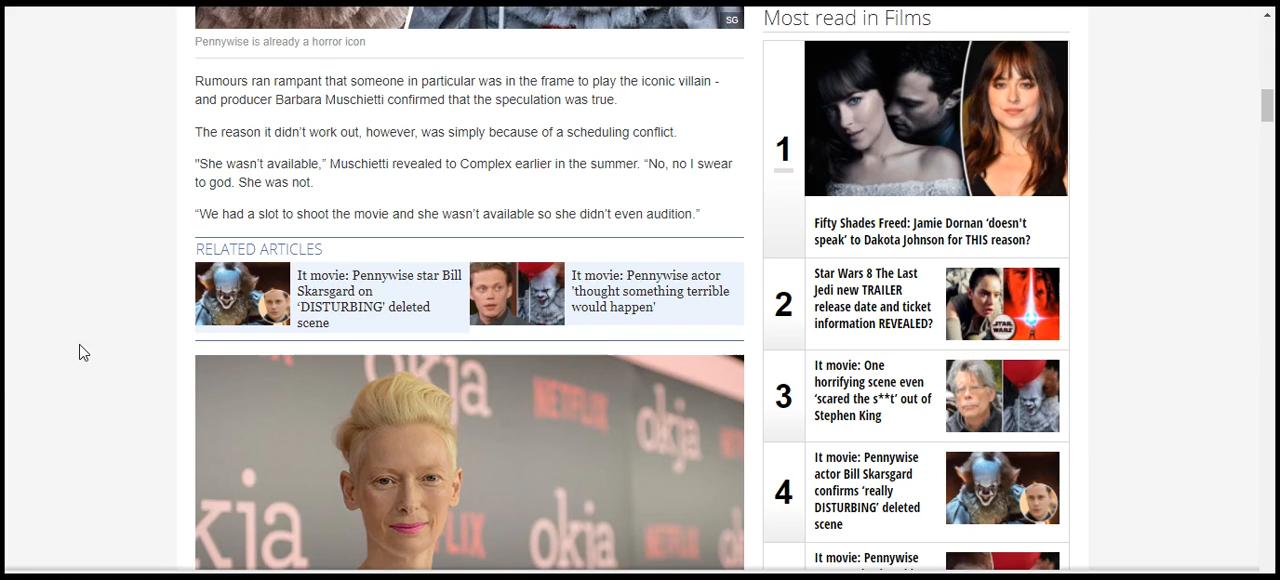 SG
Pennywise is already a horror icon
Rumours ran rampant that someone in particular was in the frame to play the iconic villain -
and producer Barbara Muschietti confirmed that the speculation was true.
The reason it didn’t work out, however, was simply because of a scheduling conflict.
"She wasn’t available,” Muschietti revealed to Complex earlier in the summer. “No, no I swear
to god. She was not.
“We had a slot to shoot the movie and she wasn’t available so she didn’t even audition.”
RELATED ARTICLES
It movie: Pennywise star Bill
Skarsgard on
‘DISTURBING' deleted
scene
It movie: Pennywise actor
'thought something terrible
would happen'
okja
NETFLIX
okja
kja
FLIX
okja
NETFLIX
Most read in Films
1
Fifty Shades Freed: Jamie Dornan ‘doesn't
speak’ to Dakota Johnson for THIS reason?
2
Star Wars 8 The Last
Jedi new TRAILER
release date and ticket
information REVEALED?
STAR
WARS
3
It movie: One
horrifying scene even
‘scared the s**t’ out of
Stephen King
4
It movie: Pennywise
actor Bill Skarsgard
confirms ‘really
DISTURBING’ deleted
scene
It movie: Pennywise